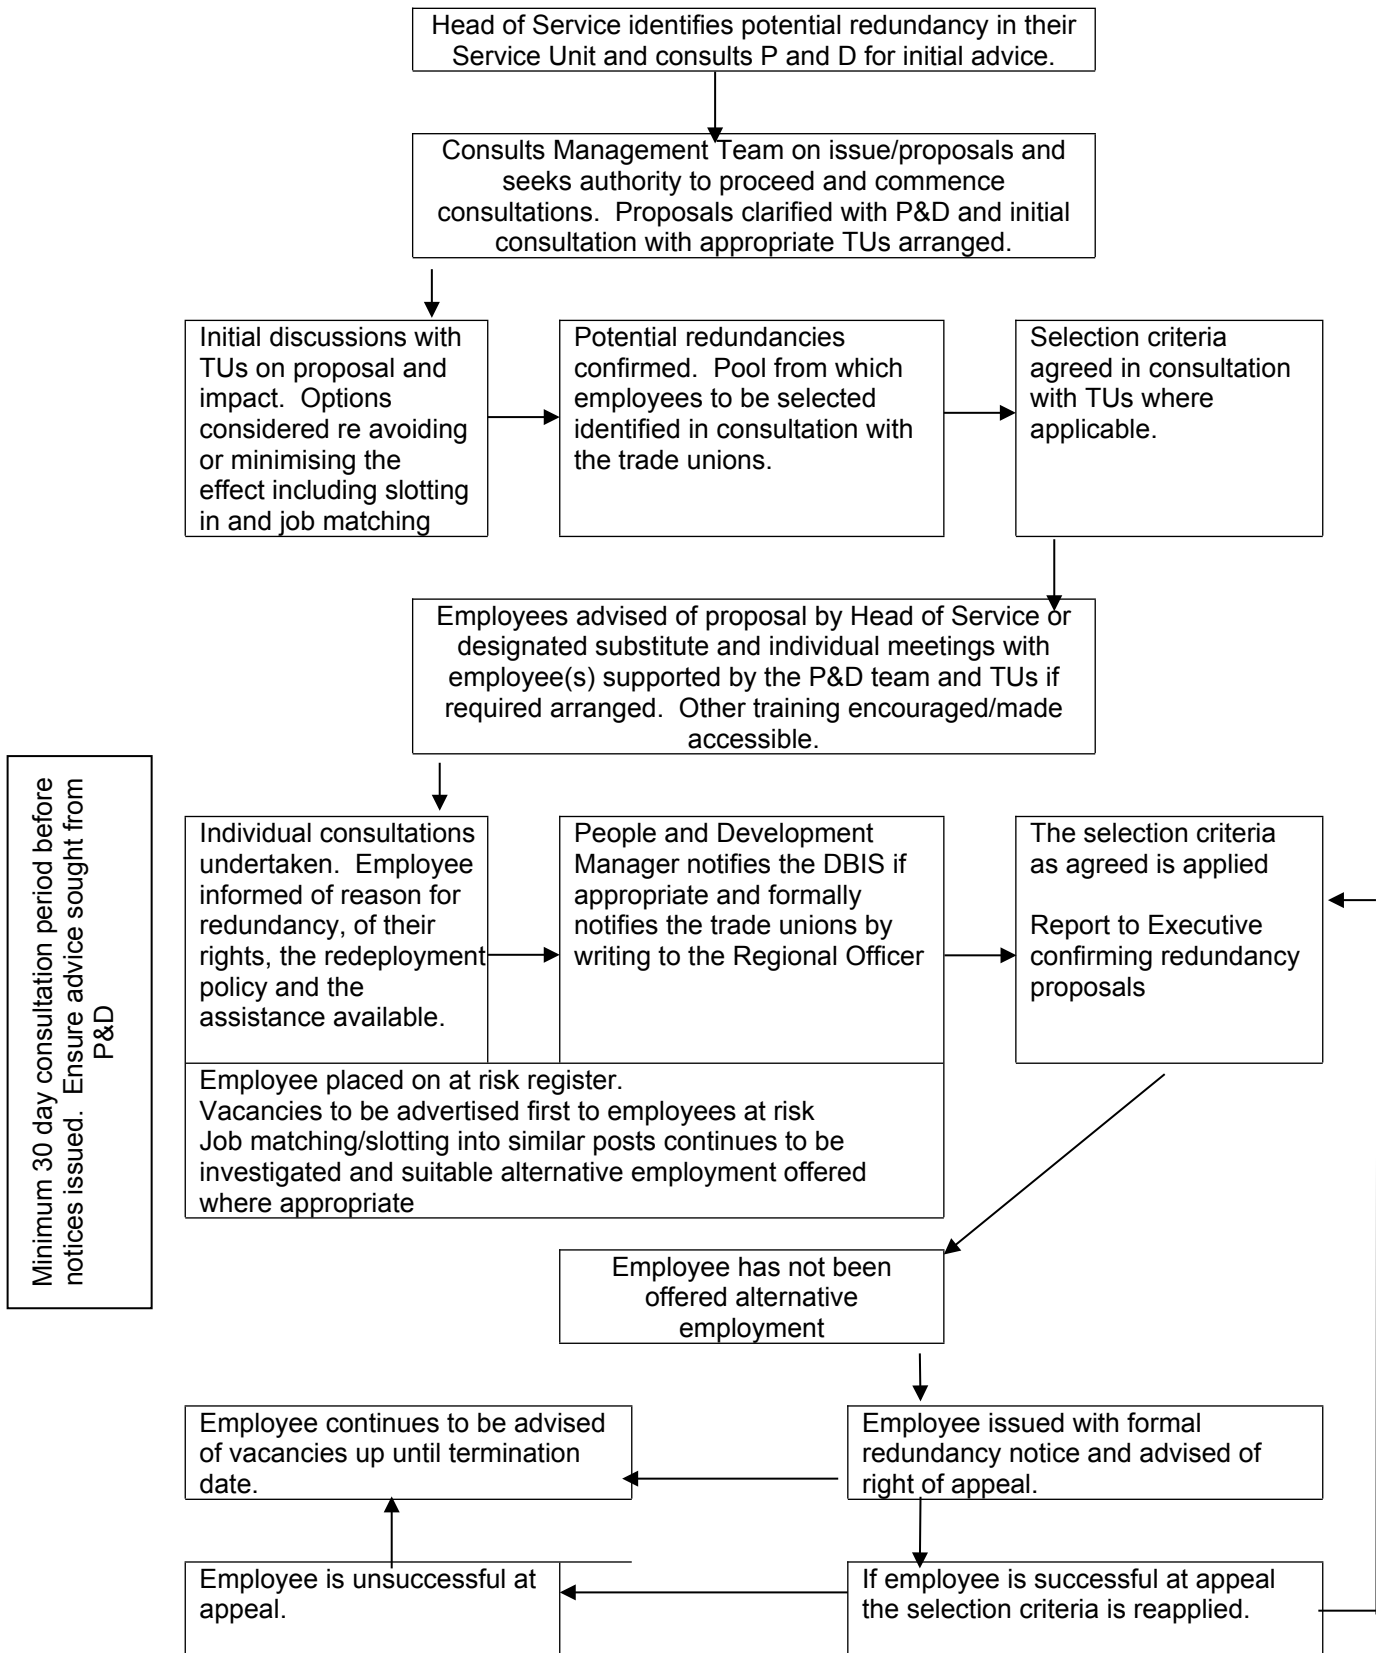 Head of Service identifies potential redundancy in their
Service Unit and consults P and D for initial advice.
Consults Management Team on issue/proposals and
seeks authority to proceed and commence
consultations.  Proposals clarified with P&D and initial
consultation with appropriate TUs arranged.
Initial discussions with
TUs on proposal and
impact.  Options
considered re avoiding
or minimising the
effect including slotting
in and job matching
Potential redundancies
confirmed.  Pool from which
employees to be selected
identified in consultation with
the trade unions.
Selection criteria
agreed in consultation
with TUs where
applicable.
Employees advised of proposal by Head of Service or
designated substitute and individual meetings with
employee(s) supported by the P&D team and TUs if
required arranged.  Other training encouraged/made
accessible.
Minimum 30 day consultation period before
notices issued.  Ensure advice sought from
P&D
Individual consultations
undertaken.  Employee
informed of reason for
redundancy, of their
rights, the redeployment
policy and the
assistance available.
People and Development
Manager notifies the DBIS if
appropriate and formally
notifies the trade unions by
writing to the Regional Officer
The selection criteria
as agreed is applied
Report to Executive
confirming redundancy
proposals
Employee placed on at risk register.
Vacancies to be advertised first to employees at risk
Job matching/slotting into similar posts continues to be
investigated and suitable alternative employment offered
where appropriate
Employee has not been
offered alternative
employment
Employee continues to be advised
of vacancies up until termination
date.
Employee issued with formal
redundancy notice and advised of
right of appeal.
Employee is unsuccessful at
appeal.
If employee is successful at appeal
the selection criteria is reapplied.